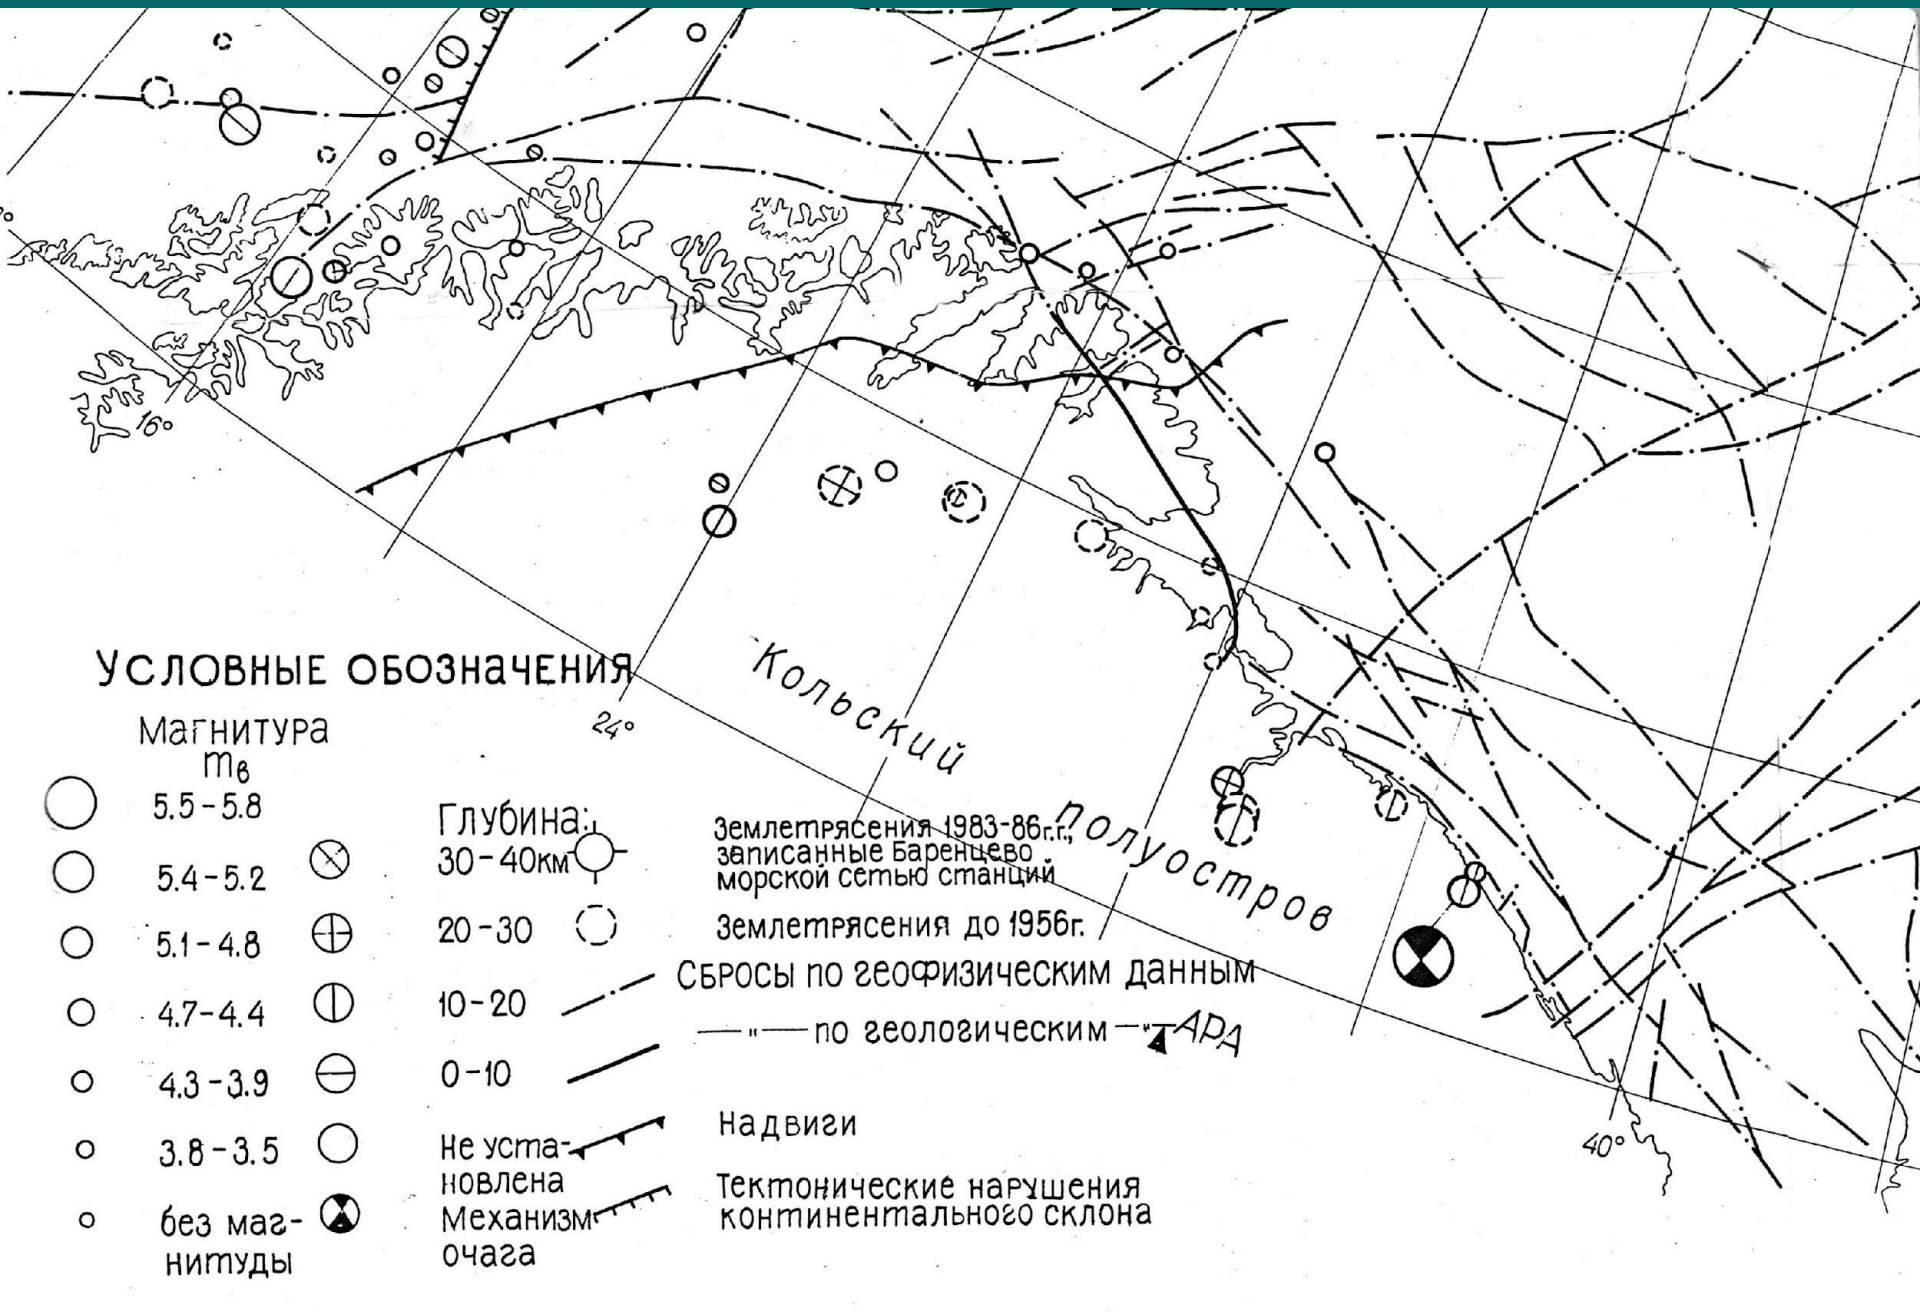 16°
24°
40°
Кольский
полуостров
УСЛОВНЫЕ ОБОЗНАЧЕНИЯ
Магнитура
mв
5.5-5.8
5.4-5.2
5.1-4.8
4.7-4.4
4.3-3.9
3.8-3.5
без маг-
нитуды
Глубина:
30-40км
20-30
10-20
0-10
Не уста-
новлена
Механизм
очага
Землетрясения 1983-86г.г.,
записанные Баренцево
морской сетью станций
Землетрясения до 1956г.
Сбросы по геофизическим данным
—"— по геологическим —"—
АРА
Надвиги
Тектонические нарушения
континентального склона